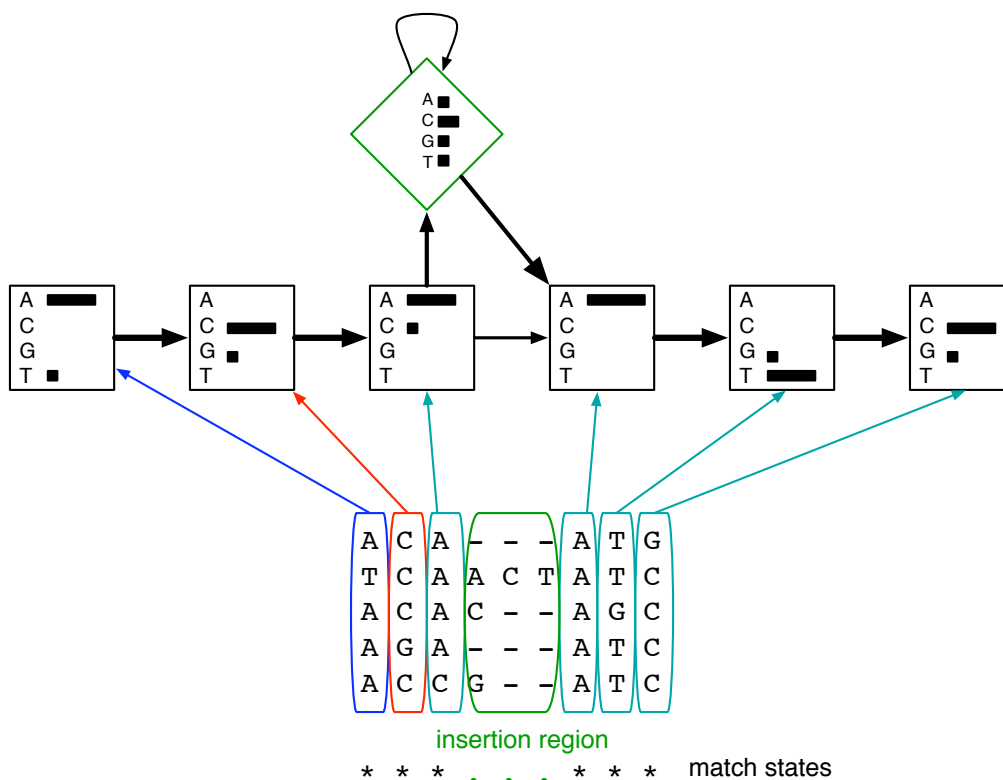 A
C
G
T
A
C
G
T
A
C
G
T
A
C
G
T
A
C
G
T
A
C
G
T
A
C
G
T
A C A - - - A T G
T C A A C T A T C
A C A C - - A G C
A G A - - - A T C
A C C G - - A T C
insertion region
* * * . . . * * * match states